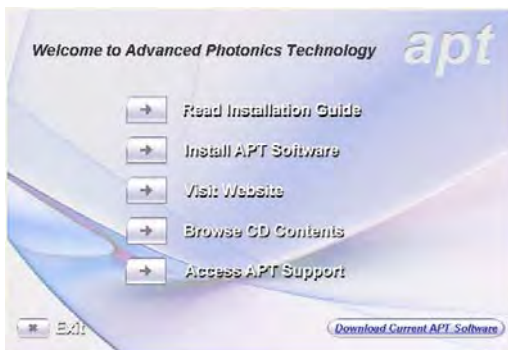 apt
Welcome to Advanced Photonics Technology
Read Installation Guide
Install APT Software
Visit Website
Browse CD Contents
Access APT Support
Exit
Download Current APT Software